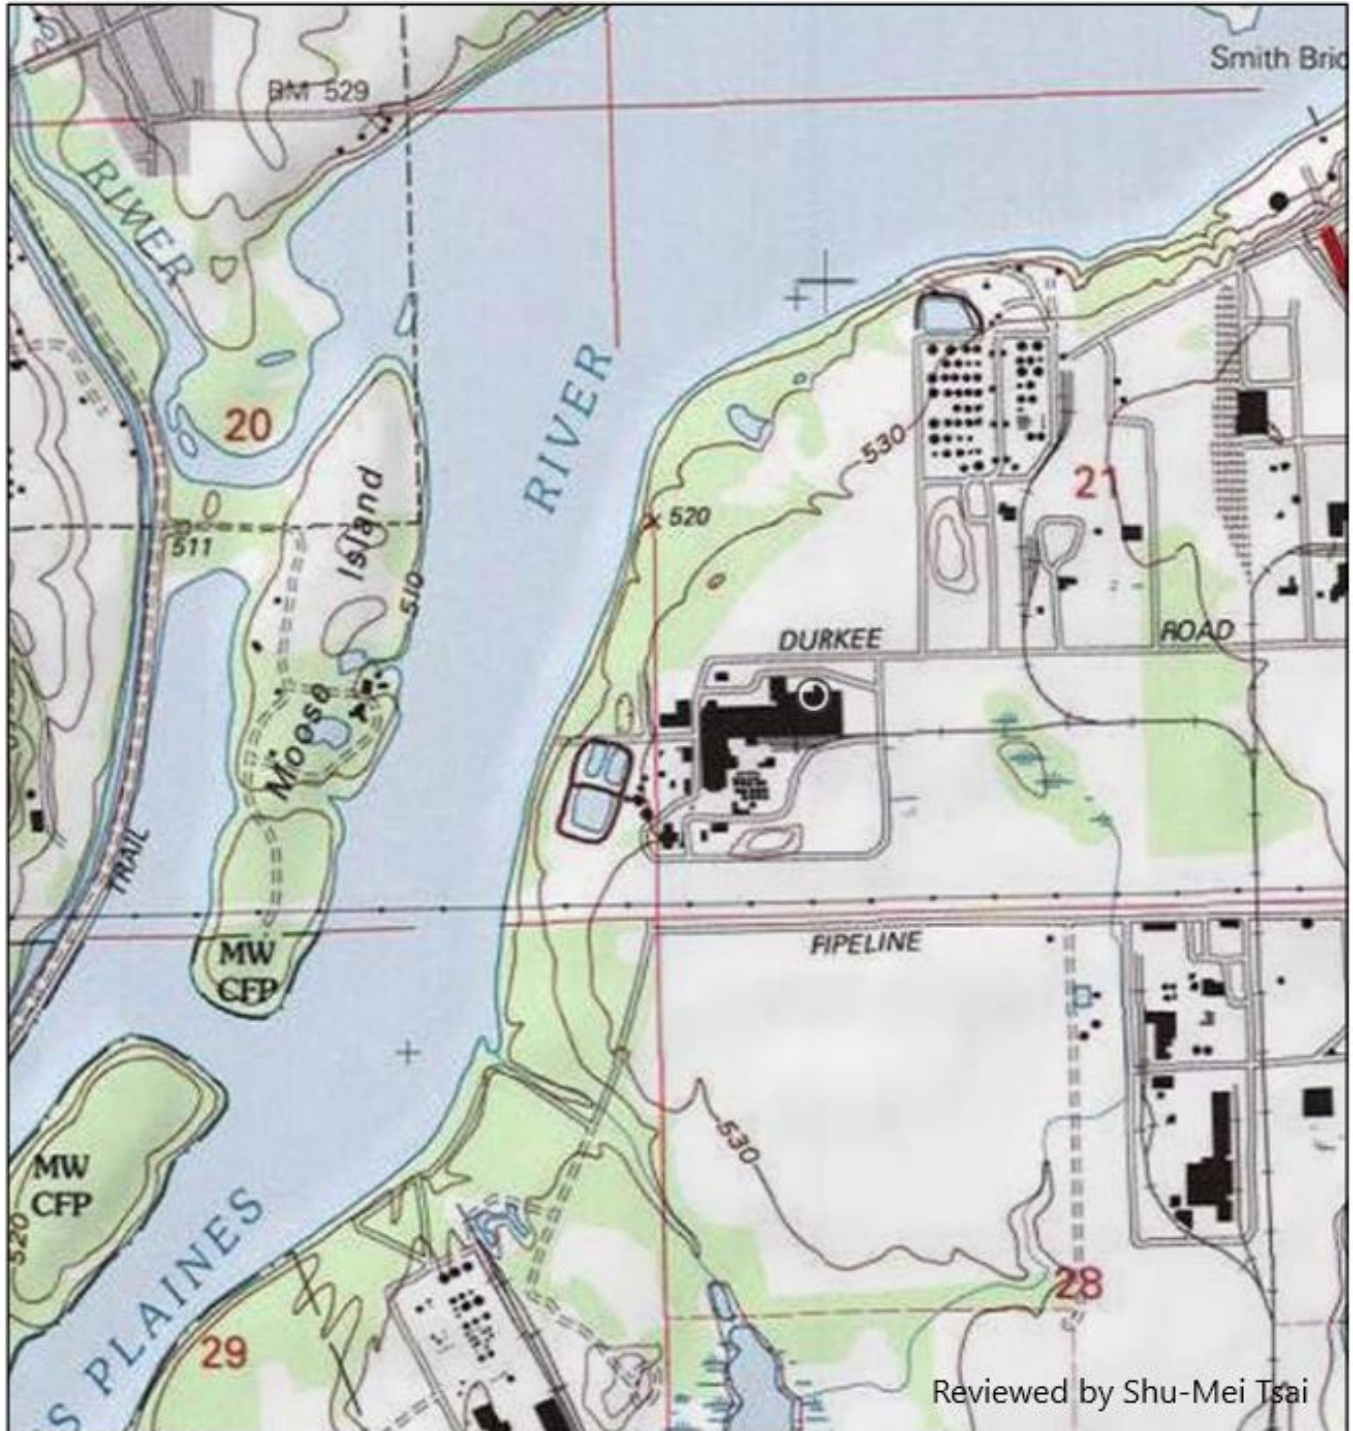 Smith Bric
BM 529
RIVER
20
RIVER
530
21
Island
520
511
510
DURKEE
ROAD
Moose
TRAIL
MW
CFP
PIPELINE
MW
CFP
530
520
28
S PLAINES
29
Reviewed by Shu-Mei Tsai